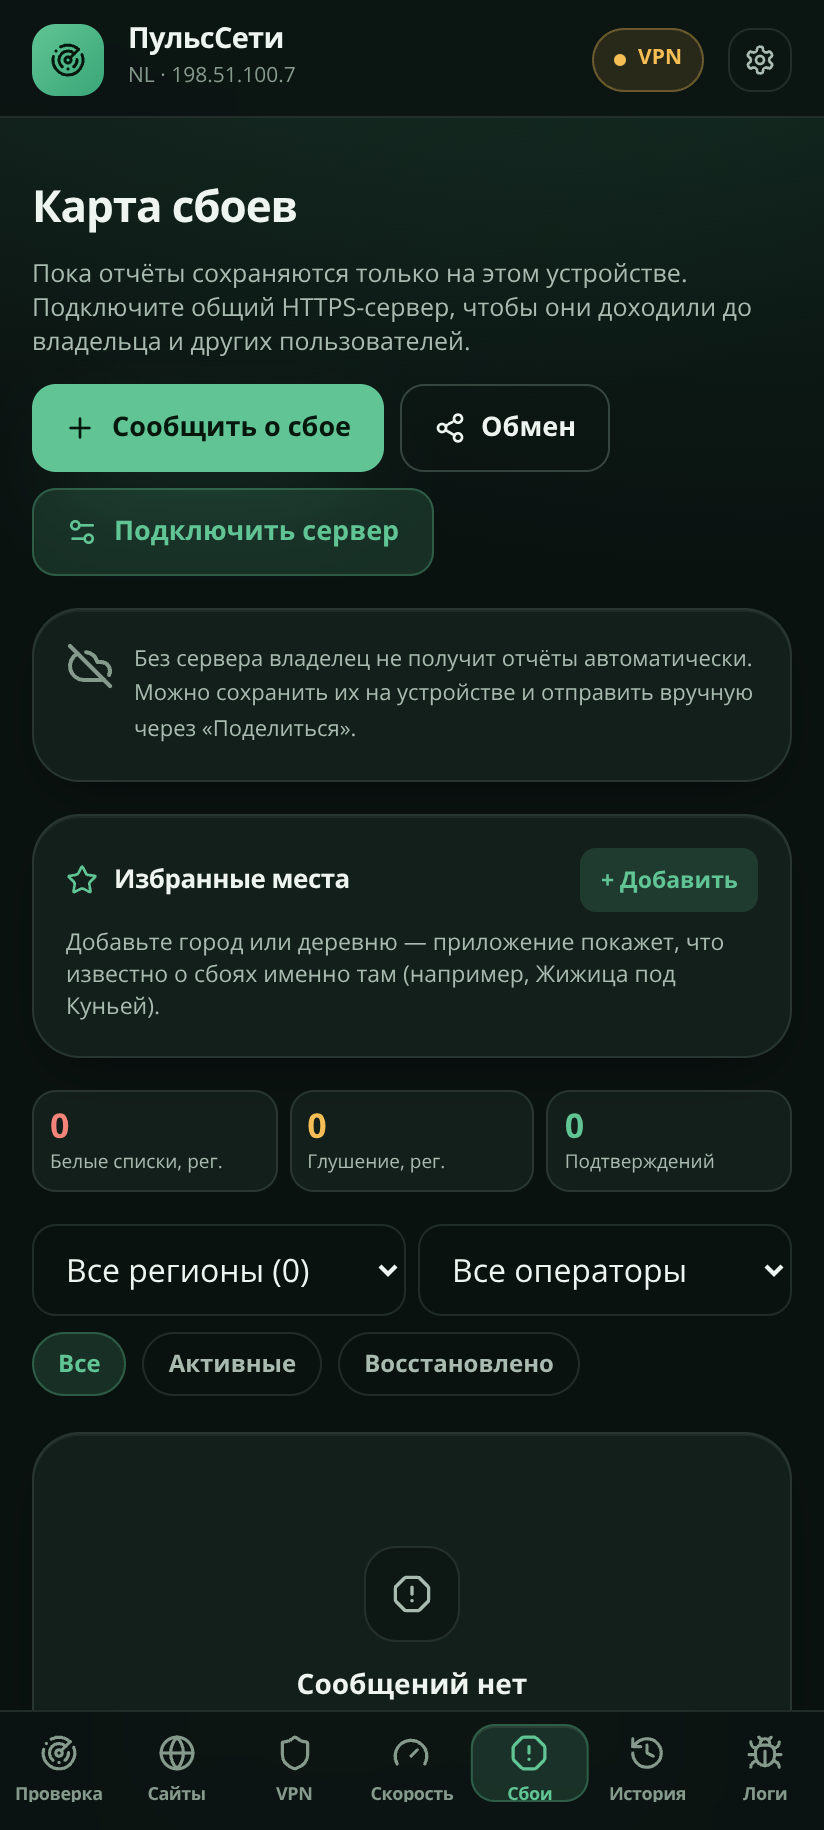 ПульсСети
NL · 198.51.100.7
VPN
Карта сбоев
Пока отчёты сохраняются только на этом устройстве.
Подключите общий HTTPS-сервер, чтобы они доходили до
владельца и других пользователей.
Сообщить о сбое
Обмен
Подключить сервер
Без сервера владелец не получит отчёты автоматически.
Можно сохранить их на устройстве и отправить вручную
через «Поделиться».
Избранные места
+ Добавить
Добавьте город или деревню — приложение покажет, что
известно о сбоях именно там (например, Жижица под
Куньей).
0
Белые списки, рег.
0
Глушение, рег.
0
Подтверждений
Все регионы (0)
Все операторы
Все
Активные
Восстановлено
Сообщений нет
Проверка
Сайты
VPN
Скорость
Сбои
История
Логи